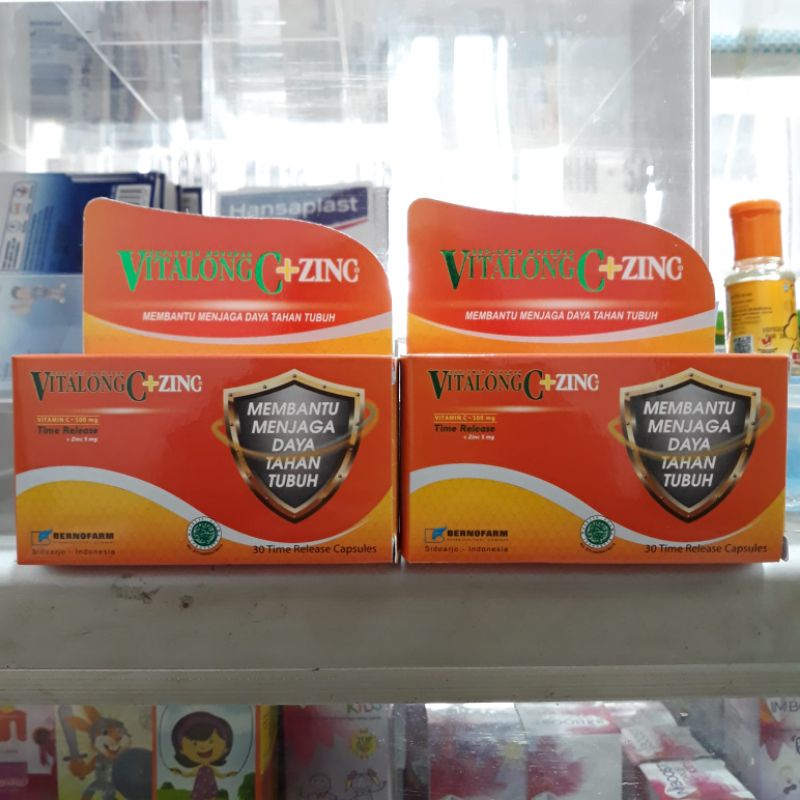 Hansaplast
VITALONG C+ZINC
MEMBANTU MENJAGA DAYA TAHAN TUBUH
VITALONG C+ZINC
VITAMIN C • 500 mg
Time Release
+ Zinc 5 mg
MEMBANTU
MENJAGA
DAYA
TAHAN
TUBUH
BERNOFARM
Sidoarjo - Indonesia
30 Time Release Capsules
VITALONG C+ZINC
MEMBANTU MENJAGA DAYA TAHAN TUBUH
VITALONG C+ZINC
VITAMIN C • 500 mg
Time Release
+ Zinc 5 mg
MEMBANTU
MENJAGA
DAYA
TAHAN
TUBUH
BERNOFARM
Sidoarjo - Indonesia
30 Time Release Capsules
KIDS